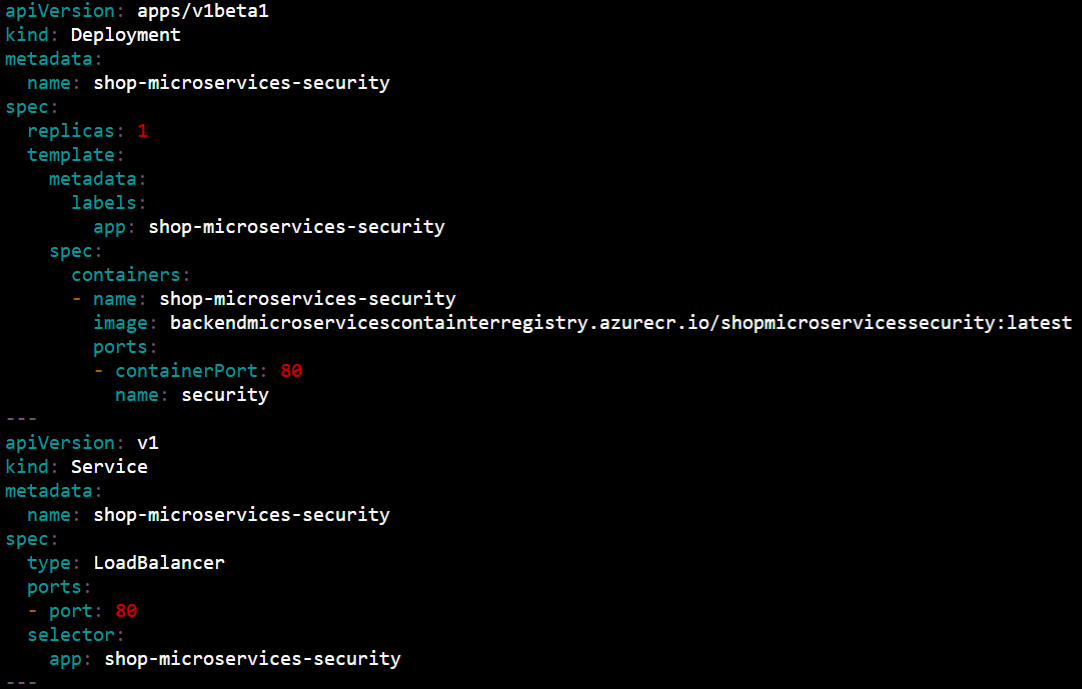 apiVersion: apps/v1beta1
kind: Deployment
metadata:
  name: shop-microservices-security
spec:
  replicas: 1
  template:
    metadata:
      labels:
        app: shop-microservices-security
    spec:
      containers:
      - name: shop-microservices-security
        image: backendmicroservicescontainterregistry.azurecr.io/shopmicroservicessecurity:latest
        ports:
        - containerPort: 80
          name: security
---
apiVersion: v1
kind: Service
metadata:
  name: shop-microservices-security
spec:
  type: LoadBalancer
  ports:
  - port: 80
  selector:
    app: shop-microservices-security
---